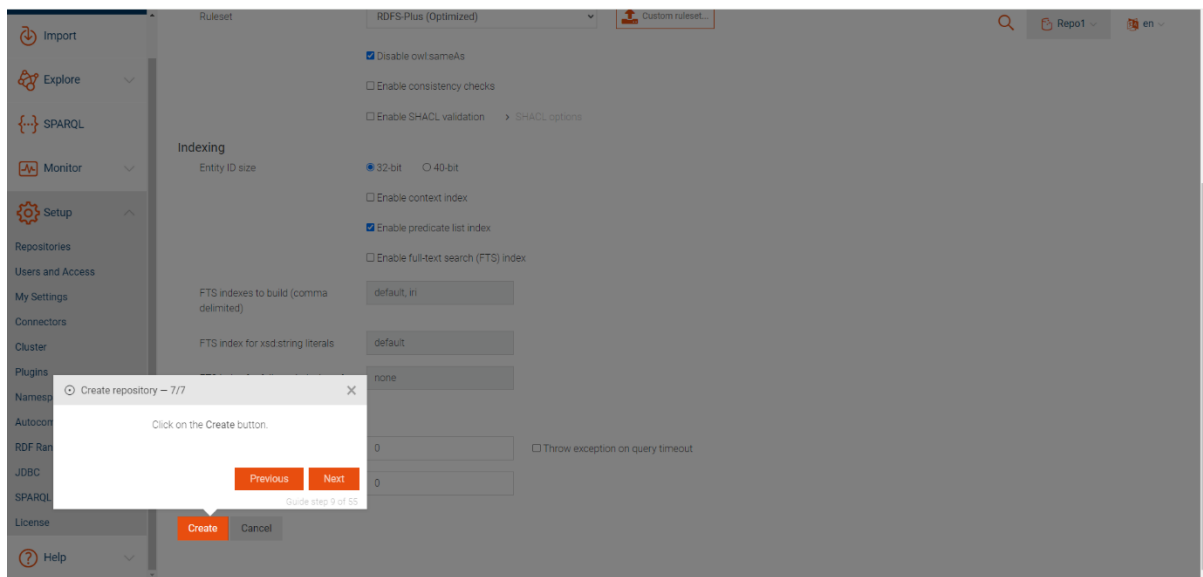 Ruleset
RDFS-Plus (Optimized)
Custom ruleset...
Repo1
en
Import
Disable owl:sameAs
Explore
Enable consistency checks
SPARQL
Enable SHACL validation
SHACL options
Indexing
Monitor
Entity ID size
32-bit
40-bit
Enable context index
Setup
Enable predicate list index
Repositories
Enable full-text search (FTS) index
Users and Access
My Settings
FTS indexes to build (comma
delimited)
default, iri
Connectors
Cluster
FTS index for xsd:string literals
default
Plugins
none
Create repository – 7/7
Namesp
Click on the Create button.
Autocom
RDF Ran
0
Throw exception on query timeout
JDBC
Previous
Next
0
SPARQL
Guide step 9 of 55
License
Create
Cancel
Help